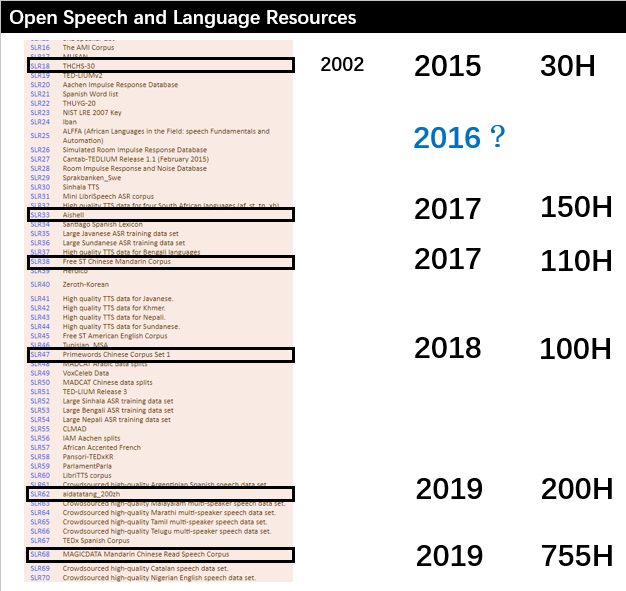 Open Speech and Language Resources
SLR16 The AMI Corpus
SLR17 MUSAN
SLR18 THCHS-30 2002 2015 30H
SLR19 TED-LIUMv2
SLR20 Aachen Impulse Response Database
SLR21 Spanish Word list
SLR22 THUYG-20
SLR23 NIST LRE 2007 Key
SLR24 Iban
SLR25 ALFFA (African Languages in the Field: speech Fundamentals and
Automation)
2016？
SLR26 Simulated Room Impulse Response Database
SLR27 Cantab-TEDLIUM Release 1.1 (February 2015)
SLR28 Room Impulse Response and Noise Database
SLR29 Sprakbanken_Swe
SLR30 Sinhala TTS
SLR31 Mini LibriSpeech ASR corpus
SLR32 High quality TTS data for four South African languages (af, st, tn, xh)
SLR33 Aishell 2017 150H
SLR34 Santiago Spanish Lexicon
SLR35 Large Javanese ASR training data set
SLR36 Large Sundanese ASR training data set
SLR37 High quality TTS data for Bengali languages
SLR38 Free ST Chinese Mandarin Corpus 2017 110H
SLR39 Heroico
SLR40 Zeroth-Korean
SLR41 High quality TTS data for Javanese.
SLR42 High quality TTS data for Khmer.
SLR43 High quality TTS data for Nepali.
SLR44 High quality TTS data for Sundanese.
SLR45 Free ST American English Corpus
SLR46 Tunisian_MSA
SLR47 Primewords Chinese Corpus Set 1 2018 100H
SLR48 MADCAT Arabic data splits
SLR49 VoxCeleb Data
SLR50 MADCAT Chinese data splits
SLR51 TED-LIUM Release 3
SLR52 Large Sinhala ASR training data set
SLR53 Large Bengali ASR training data set
SLR54 Large Nepali ASR training data set
SLR55 CLMAD
SLR56 IAM Aachen splits
SLR57 African Accented French
SLR58 Pansori-TEDxKR
SLR59 ParlamentParla
SLR60 LibriTTS corpus
SLR61 Crowdsourced high-quality Argentinian Spanish speech data set.
SLR62 aidatatang_200zh 2019 200H
SLR63 Crowdsourced high-quality Malayalam multi-speaker speech data set.
SLR64 Crowdsourced high-quality Marathi multi-speaker speech data set.
SLR65 Crowdsourced high-quality Tamil multi-speaker speech data set.
SLR66 Crowdsourced high-quality Telugu multi-speaker speech data set.
SLR67 TEDx Spanish Corpus
SLR68 MAGICDATA Mandarin Chinese Read Speech Corpus 2019 755H
SLR69 Crowdsourced high-quality Catalan speech data set.
SLR70 Crowdsourced high-quality Nigerian English speech data set.